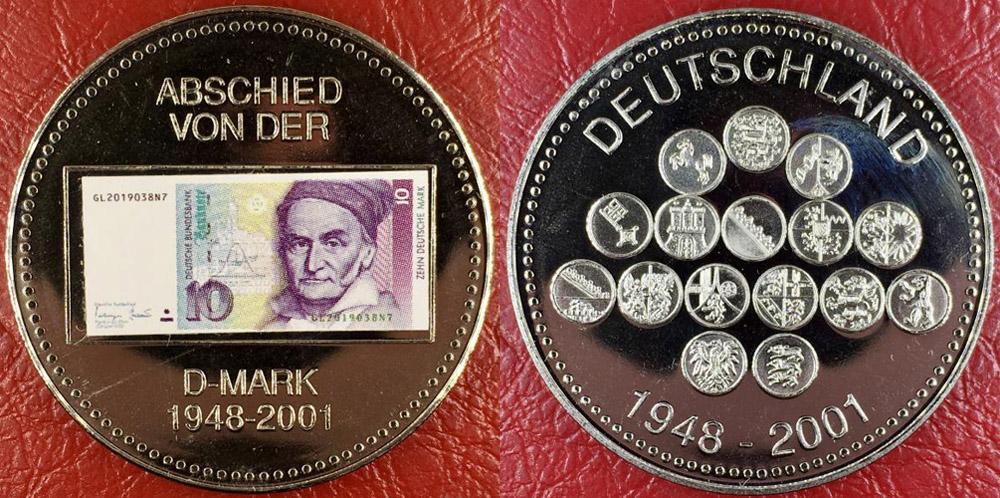 ABSCHIED
VON DER
GL2019038N7
DEUTSCHE BUNDESBANK
10
10
ZEHN DEUTSCHE MARK
GL2019038N7
D-MARK
1948-2001
DEUTSCHLAND
1948 - 2001